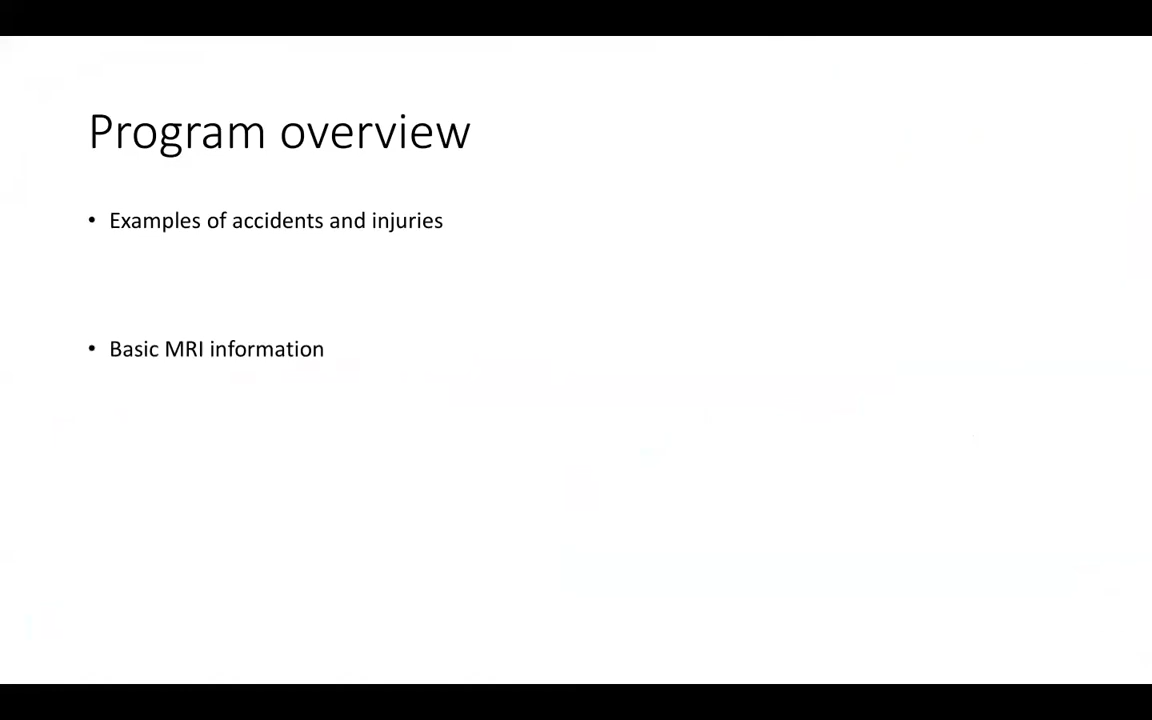 Program overview
• Examples of accidents and injuries
• Basic MRI information